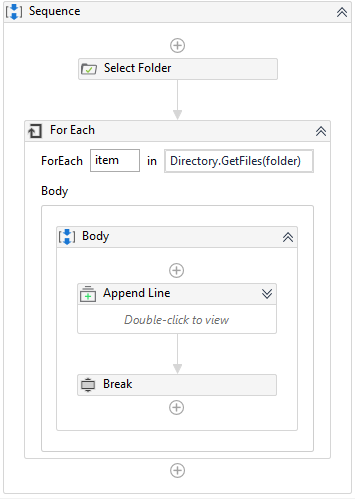 Sequence
Select Folder
For Each
ForEach item in Directory.GetFiles(folder)
Body
Body
Append Line
Double-click to view
Break